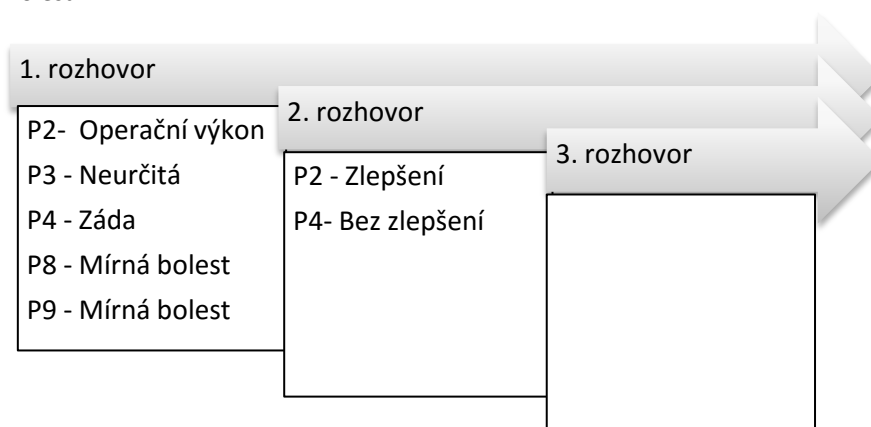 1. rozhovor
P2- Operační výkon
P3 - Neurčitá
P4 - Záda
P8 - Mírná bolest
P9 - Mírná bolest
2. rozhovor
P2 - Zlepšení
P4- Bez zlepšení
3. rozhovor